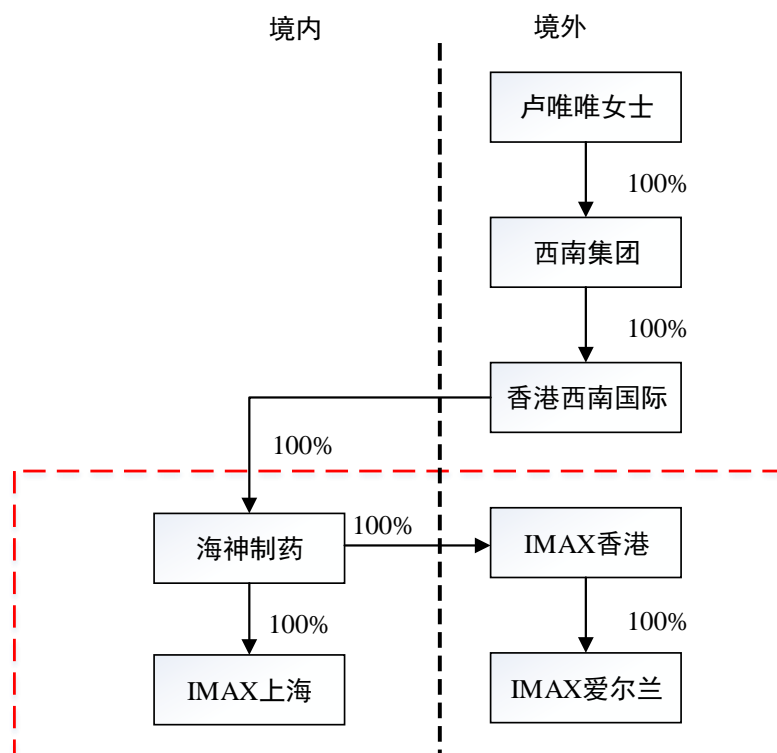 境内
境外
卢唯唯女士
100%
西南集团
100%
香港西南国际
100%
海神制药
100%
IMAX香港
100%
100%
IMAX上海
IMAX爱尔兰